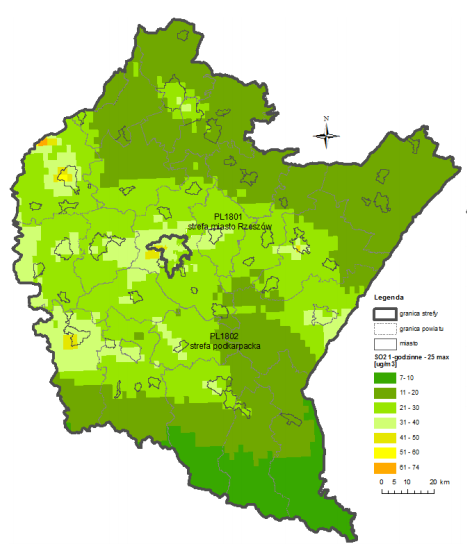 N
PL1801
strefa miasto Rzeszów
PL1802
strefa podkarpacka
Legenda
granica strefy
granica powiatu
miasto
SO2 1-godzinne - 25 max
[ug/m3]
7- 10
11 - 20
21 - 30
31 - 40
41 - 50
51 - 60
61 - 74
0 5 10 20 km